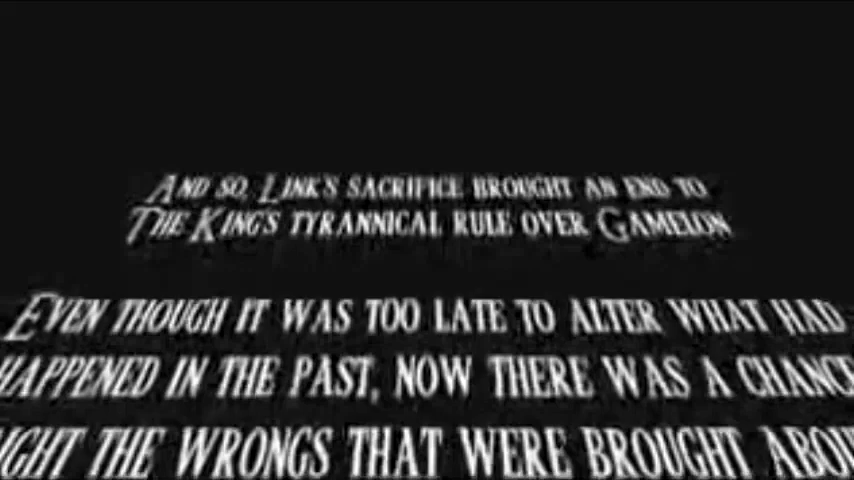 And so, Link's sacrifice brought an end to
The King's tyrannical rule over Gamelon
Even though it was too late to alter what had
happened in the past, now there was a chance
the wrongs that were brought